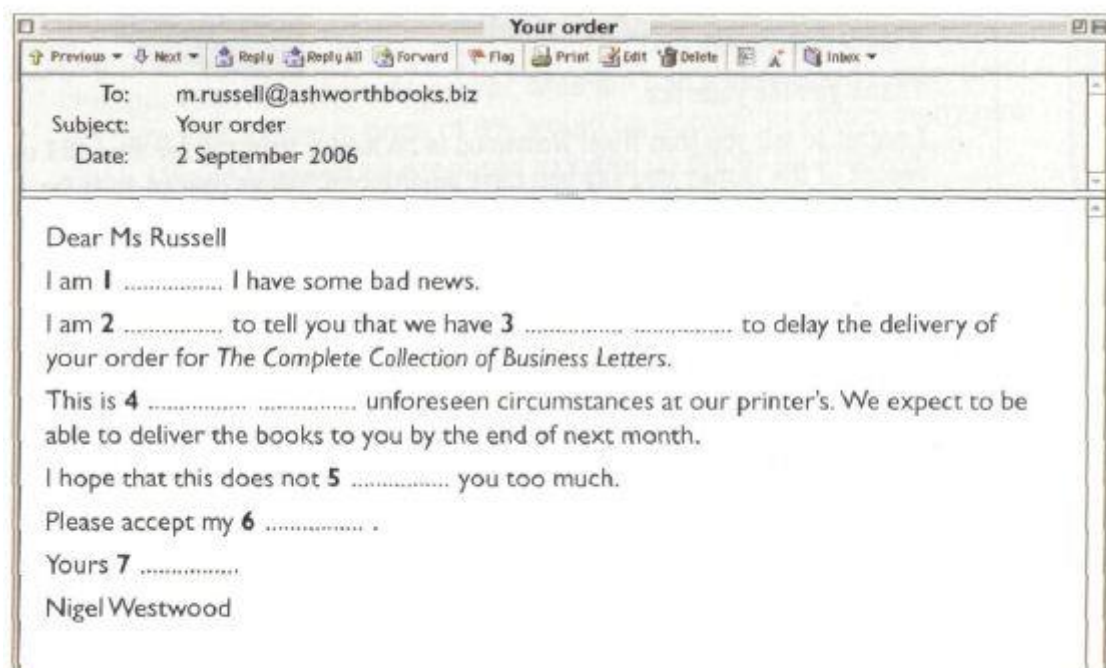 Your order
Previous Next Reply Reply All Forward Flag Print Edit Delete Inbox
To: m.russell@ashworthbooks.biz
Subject: Your order
Date: 2 September 2006
Dear Ms Russell
I am 1 ................ I have some bad news.
I am 2 ................ to tell you that we have 3 ................ ................ to delay the delivery of
your order for The Complete Collection of Business Letters.
This is 4 ................ ................ unforeseen circumstances at our printer's. We expect to be
able to deliver the books to you by the end of next month.
I hope that this does not 5 ................ you too much.
Please accept my 6 ................ .
Yours 7 ................
Nigel Westwood